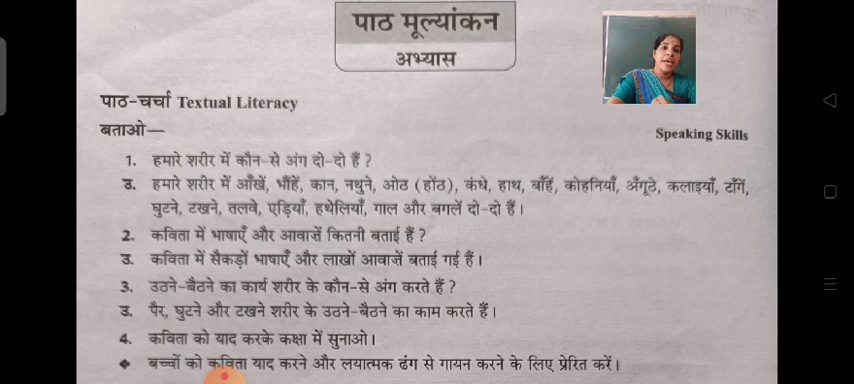 पाठ मूल्यांकन
अभ्यास
पाठ-चर्चा Textual Literacy
बताओ—
Speaking Skills
1. हमारे शरीर में कौन-से अंग दो-दो हैं ?
उ. हमारे शरीर में आँखें, भौंहें, कान, नथुने, ओठ (होंठ), कंधे, हाथ, बाँहें, कोहनियाँ, अँगूठे, कलाइयाँ, टाँगें,
घुटने, टखने, तलवे, एड़ियाँ, हथेलियाँ, गाल और बगलें दो-दो हैं।
2. कविता में भाषाएँ और आवाज़ें कितनी बताई हैं ?
उ. कविता में सैकड़ों भाषाएँ और लाखों आवाज़ें बताई गई हैं।
3. उठने-बैठने का कार्य शरीर के कौन-से अंग करते हैं ?
उ. पैर, घुटने और टखने शरीर के उठने-बैठने का काम करते हैं।
4. कविता को याद करके कक्षा में सुनाओ।
◆ बच्चों को कविता याद करने और लयात्मक ढंग से गायन करने के लिए प्रेरित करें।